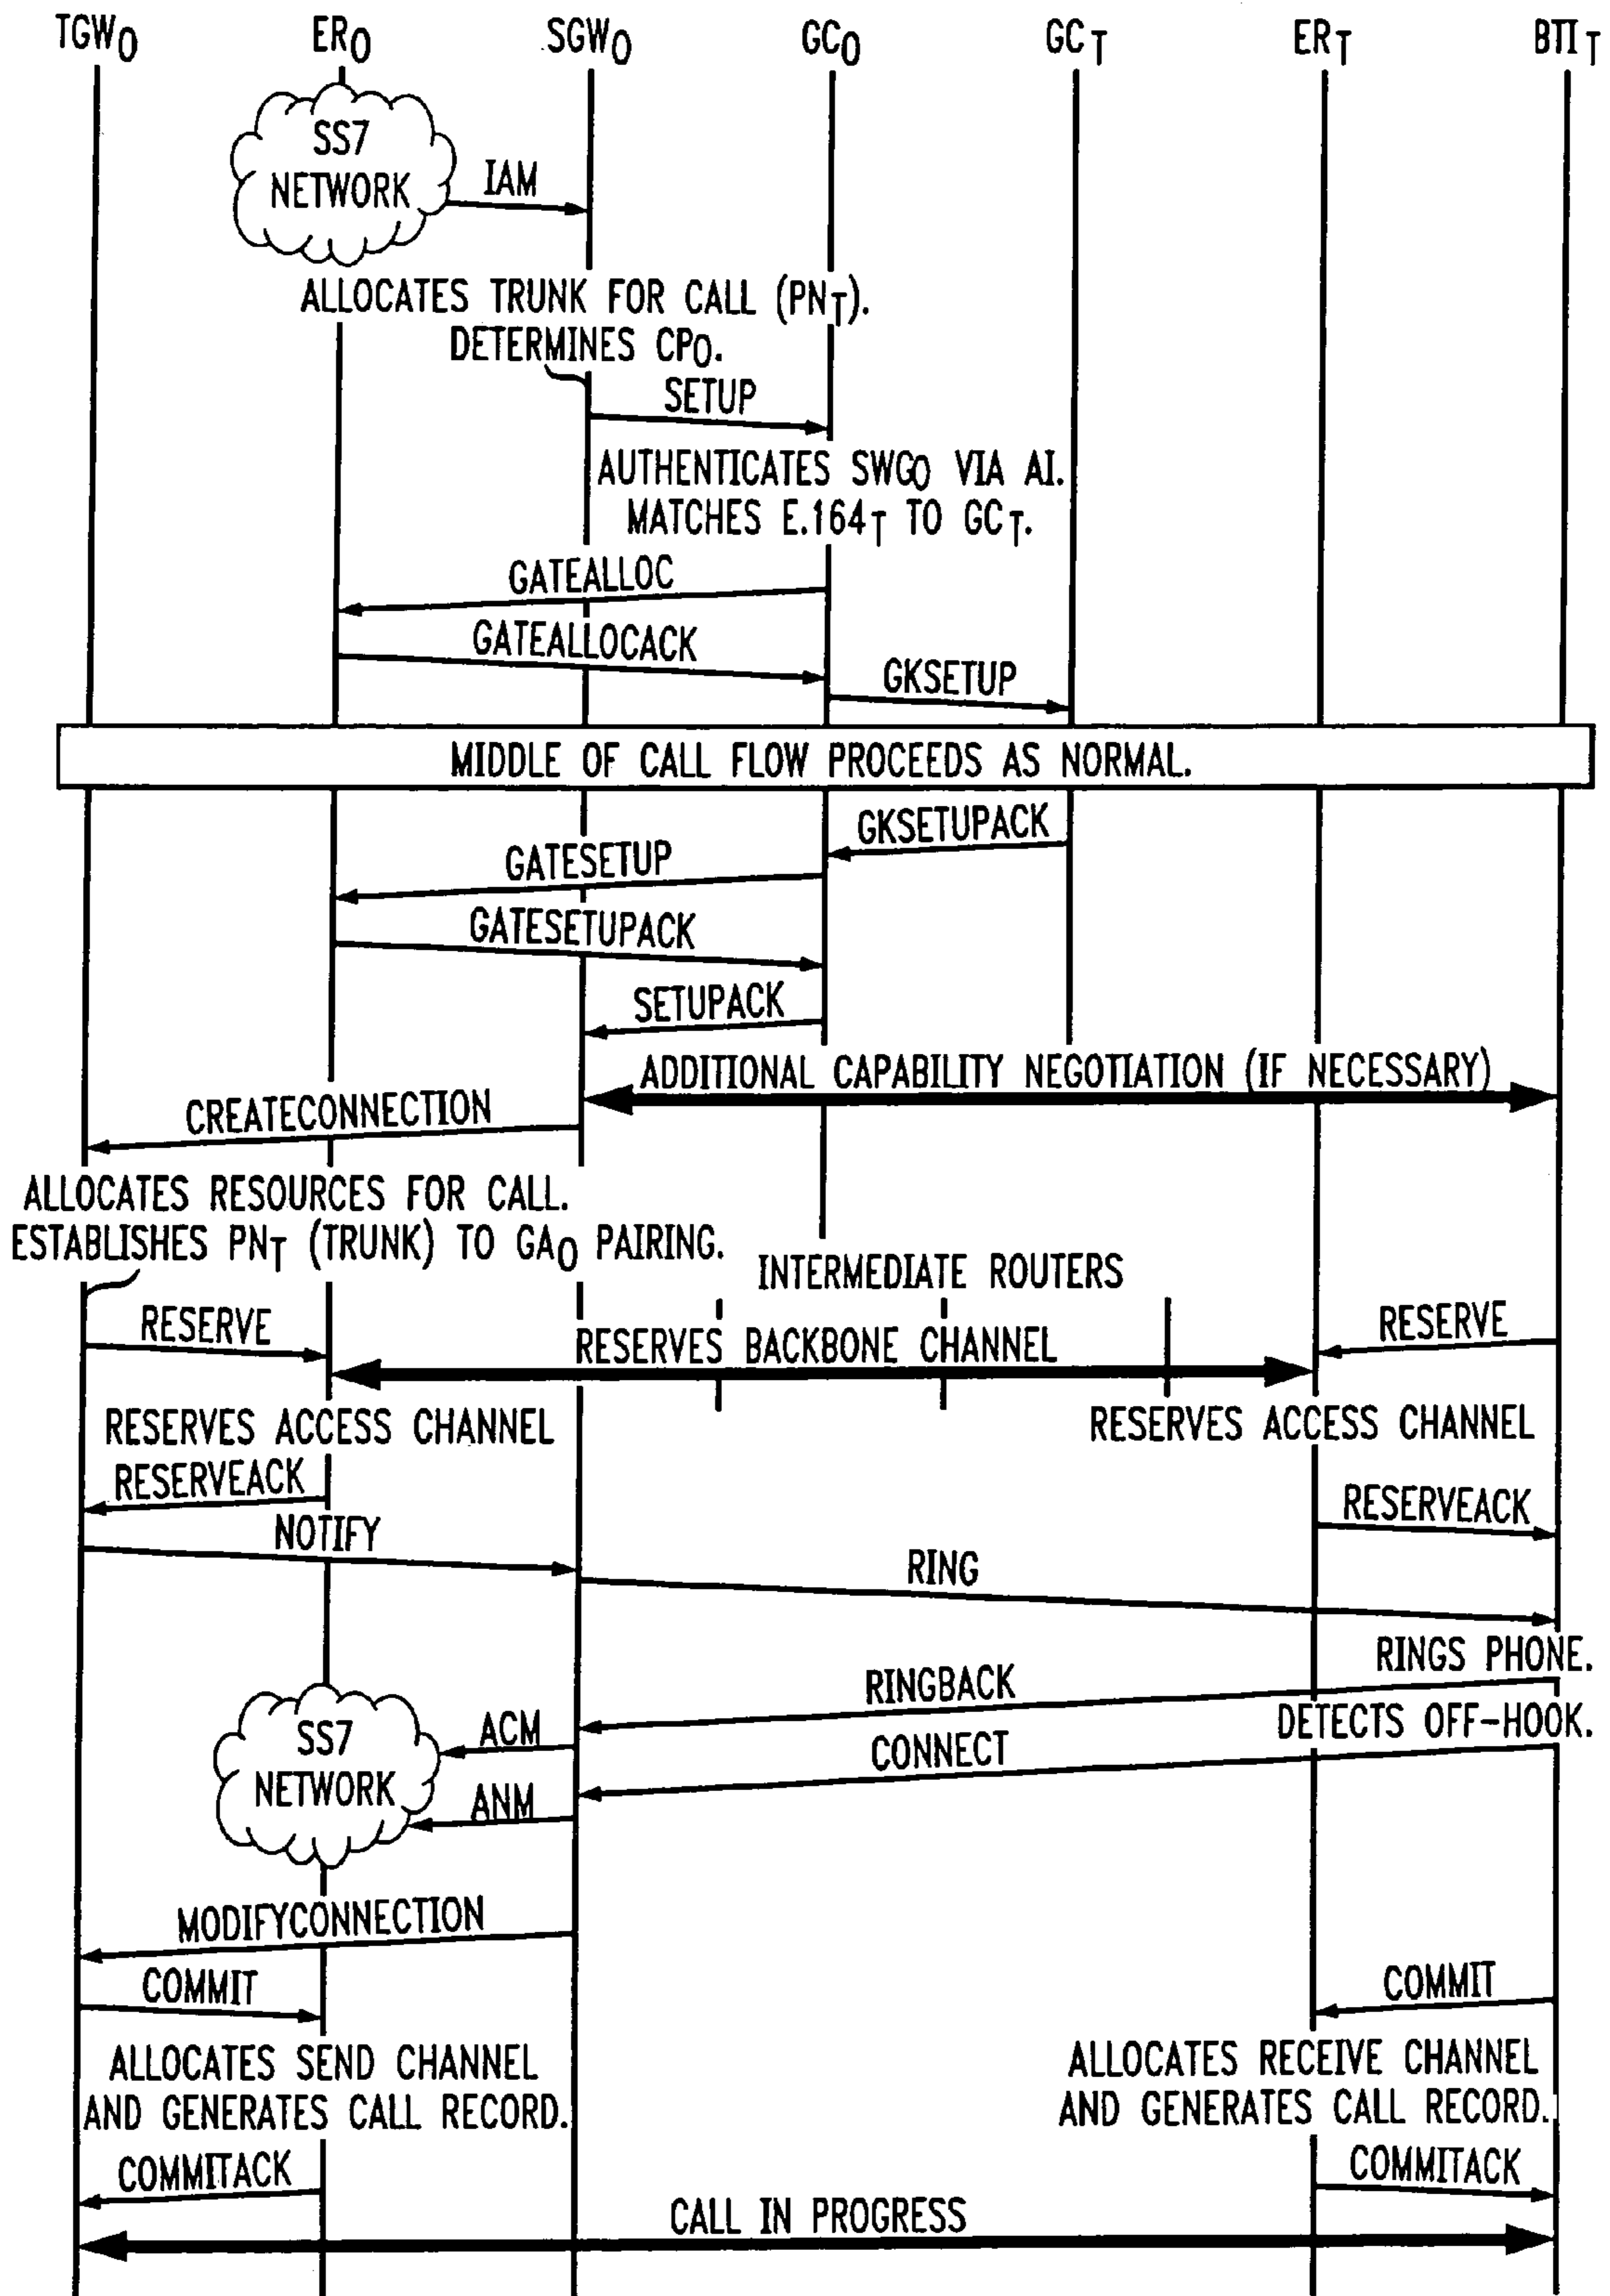 TGWO ERO SGWO GCO GCT ERT BTIT
SS7
NETWORK
IAM
ALLOCATES TRUNK FOR CALL (PNT).
DETERMINES CPO.
SETUP
AUTHENTICATES SWGO VIA AI.
MATCHES E.164T TO GCT.
GATEALLOC
GATEALLOCACK
GKSETUP
MIDDLE OF CALL FLOW PROCEEDS AS NORMAL.
GKSETUPACK
GATESETUP
GATESETUPACK
SETUPACK
ADDITIONAL CAPABILITY NEGOTIATION (IF NECESSARY)
CREATECONNECTION
ALLOCATES RESOURCES FOR CALL.
ESTABLISHES PNT (TRUNK) TO GAO PAIRING.
INTERMEDIATE ROUTERS
RESERVE
RESERVES BACKBONE CHANNEL
RESERVE
RESERVES ACCESS CHANNEL
RESERVES ACCESS CHANNEL
RESERVEACK
RESERVEACK
NOTIFY
RING
RINGS PHONE.
RINGBACK
DETECTS OFF-HOOK.
SS7
NETWORK
ACM
CONNECT
ANM
MODIFYCONNECTION
COMMIT
COMMIT
ALLOCATES SEND CHANNEL
AND GENERATES CALL RECORD.
ALLOCATES RECEIVE CHANNEL
AND GENERATES CALL RECORD.
COMMITACK
COMMITACK
CALL IN PROGRESS